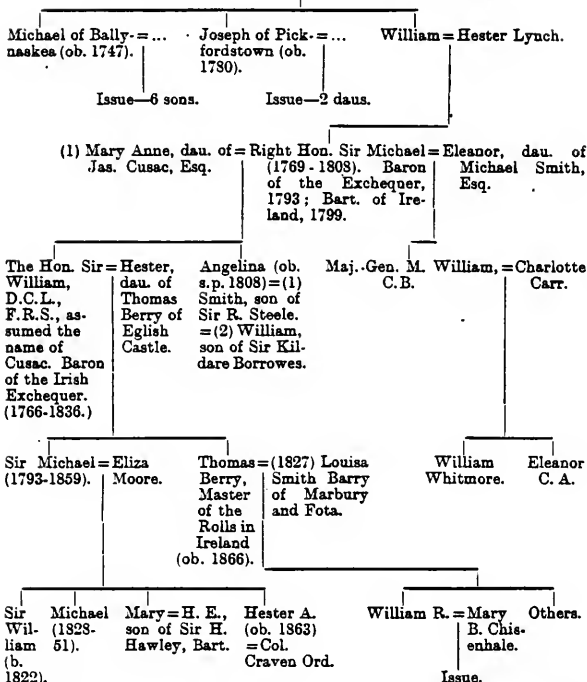 Michael of Bally-=...
naskea (ob. 1747).
Joseph of Pick-=...
fordstown (ob.
1780).
William=Hester Lynch.
Issue—6 sons.
Issue—2 daus.
(1) Mary Anne, dau. of=
Jas. Cusac, Esq.
Right Hon. Sir Michael=
(1769-1808). Baron
of the Exchequer,
1793; Bart. of Ire-
land, 1799.
Eleanor, dau. of
Michael Smith,
Esq.
The Hon. Sir=
William,
D.C.L.,
F.R.S., as-
sumed the
name of
Cusac. Baron
of the Irish
Exchequer.
(1766-1836.)
Hester,
dau. of
Thomas
Berry of
Eglish
Castle.
Angelina (ob.
s.p. 1808)=(1)
Smith, son of
Sir R. Steele.
=(2) William,
son of Sir Kil-
dare Borrowes.
Maj.-Gen. M.
C.B.
William,=Charlotte
Carr.
Sir Michael=Eliza
(1793-1859). Moore.
Thomas=
Berry,
Master
of the
Rolls in
Ireland
(ob. 1866).
(1827) Louisa
Smith Barry
of Marbury
and Fota.
William
Whitmore.
Eleanor
C. A.
Sir
Wil-
liam
(b.
1822).
Michael
(1828-
51).
Mary=H. E.,
son of Sir H.
Hawley, Bart.
Hester A.
(ob. 1863)
=Col.
Craven Ord.
William R.=Mary
B. Chis-
enhale.
Others.
Issue.